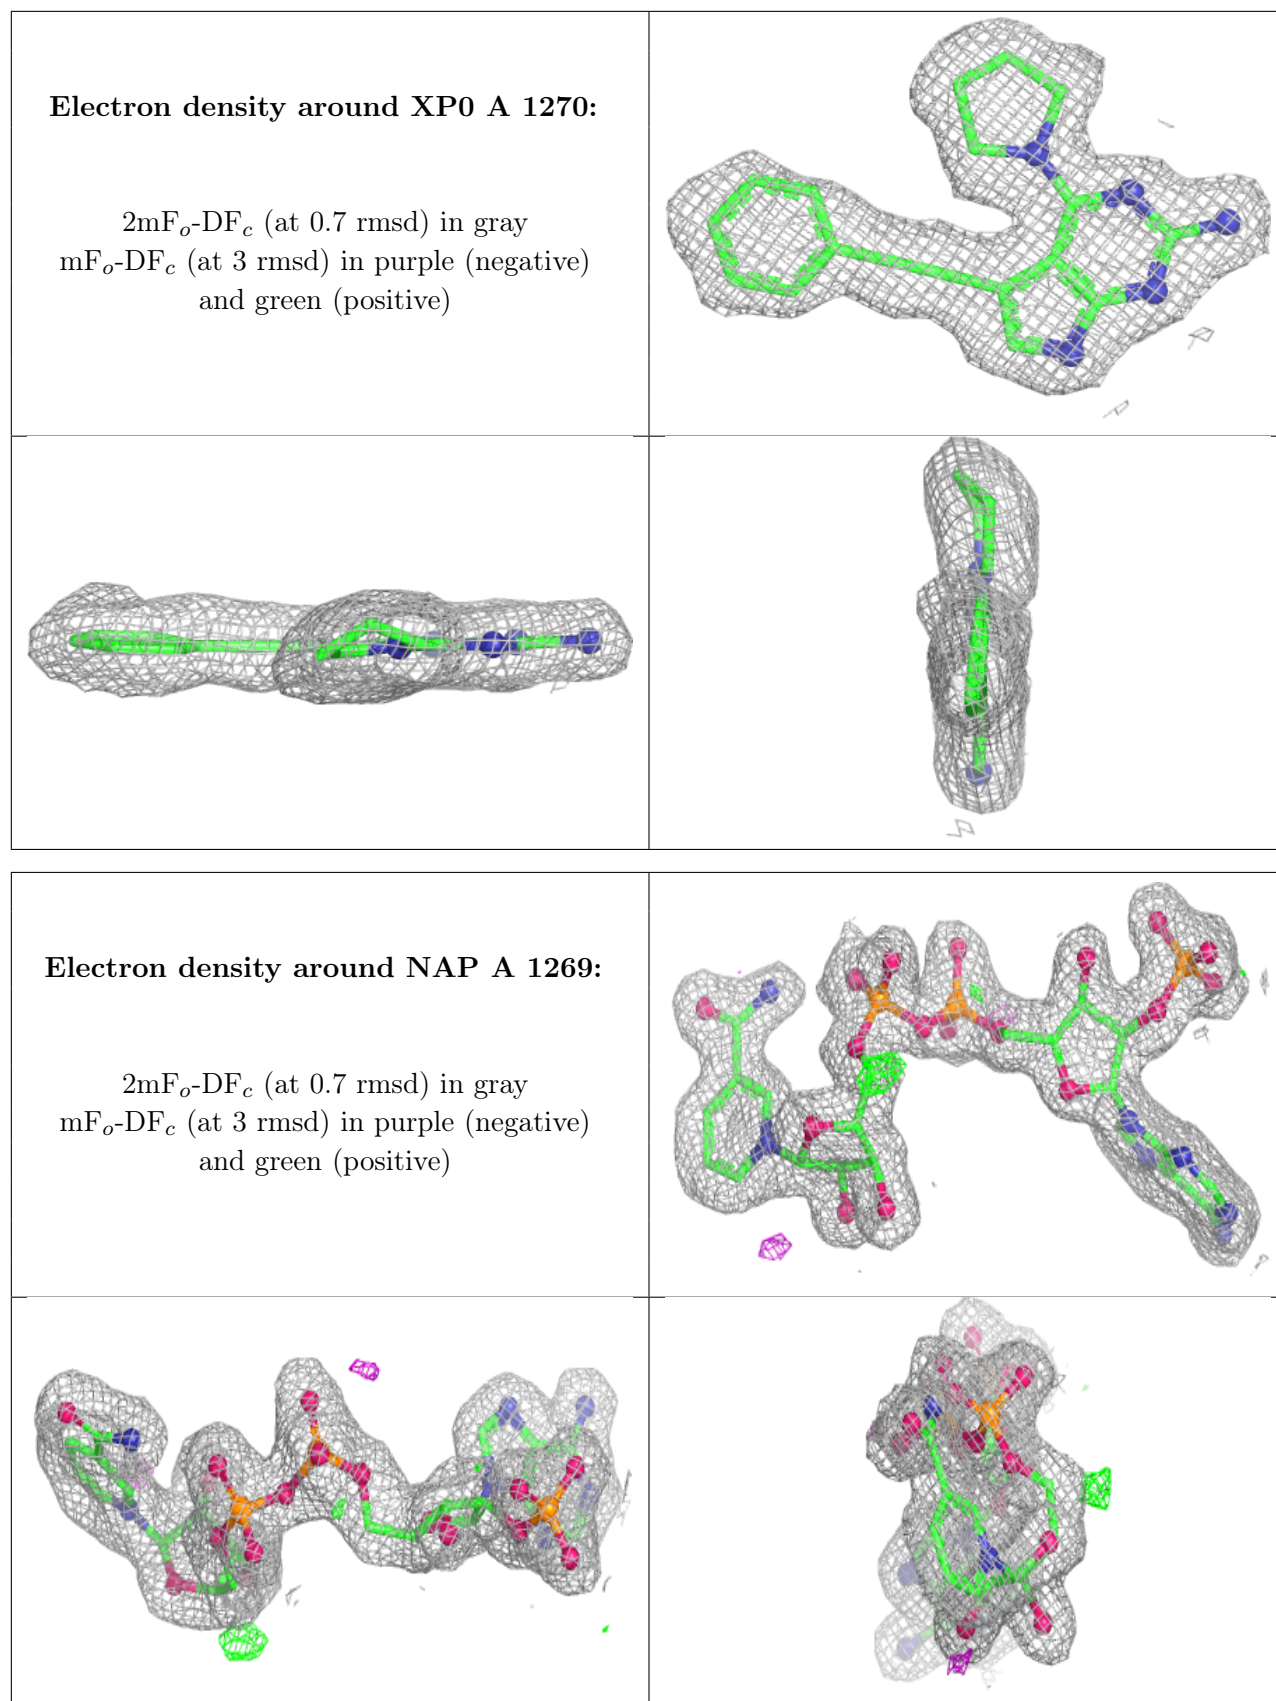 Electron density around XP0 A 1270:
2mFo-DFc (at 0.7 rmsd) in gray
mFo-DFc (at 3 rmsd) in purple (negative)
and green (positive)
Electron density around NAP A 1269:
2mFo-DFc (at 0.7 rmsd) in gray
mFo-DFc (at 3 rmsd) in purple (negative)
and green (positive)